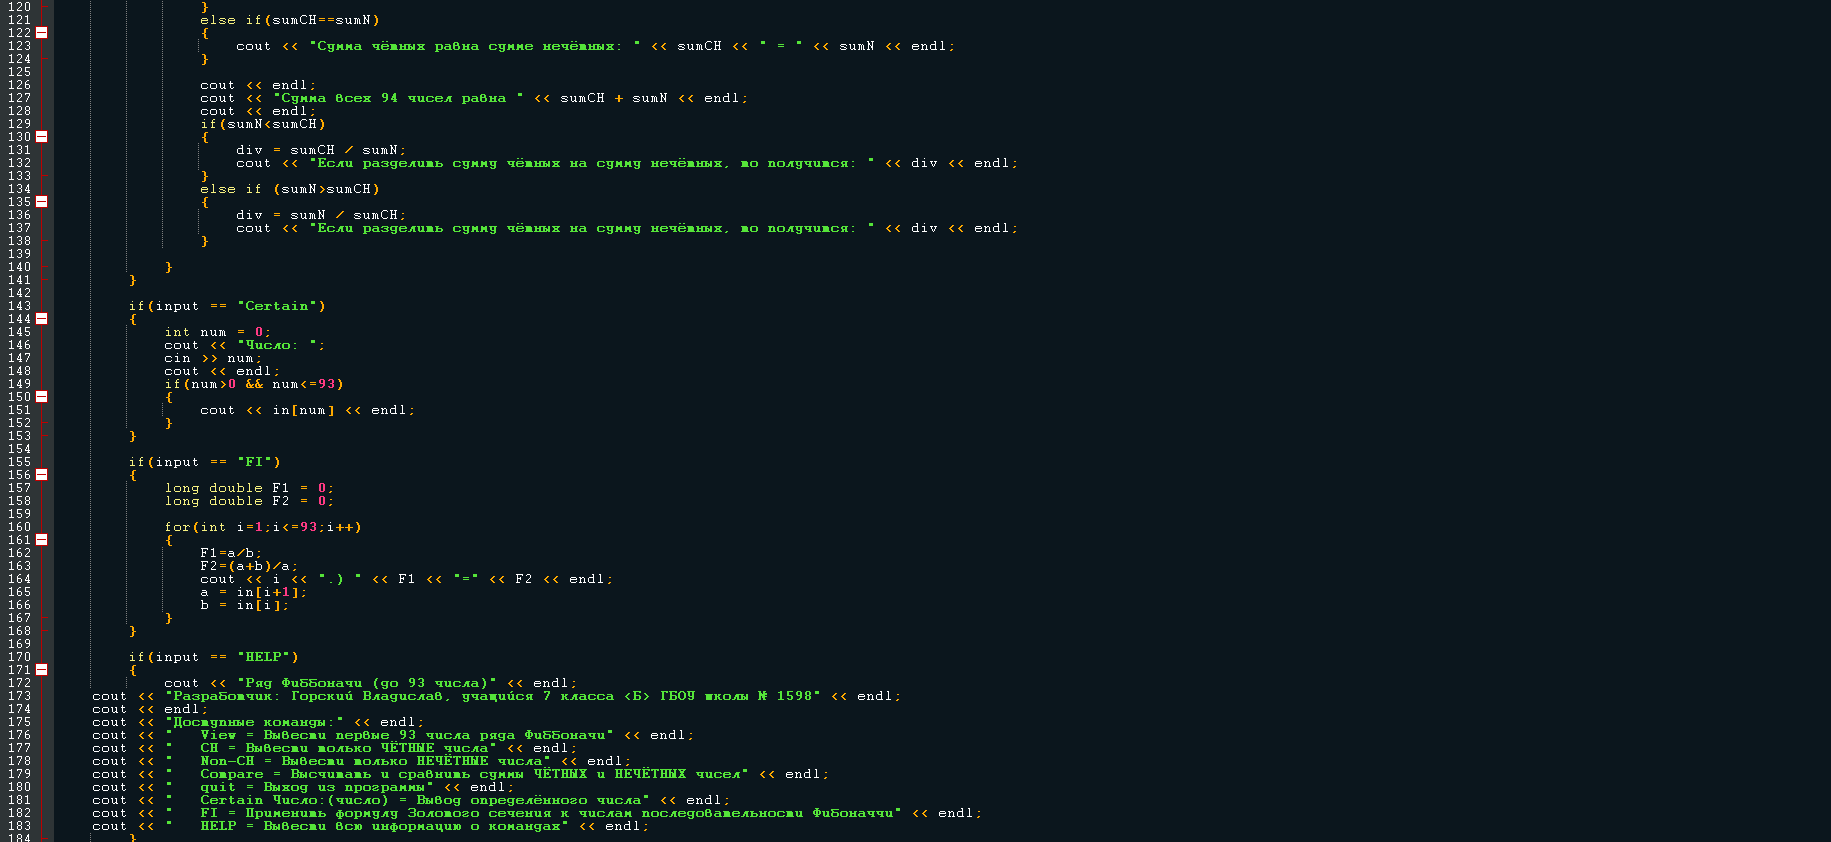 120 }
121 else if(sumCH==sumN)
122 {
123 cout << "Сумма чётных равна сумме нечётных: " << sumCH << " = " << sumN << endl;
124 }
125
126 cout << endl;
127 cout << "Сумма всех 94 чисел равна " << sumCH + sumN << endl;
128 cout << endl;
129 if(sumN<sumCH)
130 {
131 div = sumCH / sumN;
132 cout << "Если разделить сумму чётных на сумму нечётных, то получится: " << div << endl;
133 }
134 else if (sumN>sumCH)
135 {
136 div = sumN / sumCH;
137 cout << "Если разделить сумму чётных на сумму нечётных, то получится: " << div << endl;
138 }
139
140 }
141 }
142
143 if(input == "Certain")
144 {
145 int num = 0;
146 cout << "Число: ";
147 cin >> num;
148 cout << endl;
149 if(num>0 && num<=93)
150 {
151 cout << in[num] << endl;
152 }
153 }
154
155 if(input == "FI")
156 {
157 long double F1 = 0;
158 long double F2 = 0;
159
160 for(int i=1;i<=93;i++)
161 {
162 F1=a/b;
163 F2=(a+b)/a;
164 cout << i << ".) " << F1 << "=" << F2 << endl;
165 a = in[i+1];
166 b = in[i];
167 }
168 }
169
170 if(input == "HELP")
171 {
172 cout << "Ряд Фиббоначи (до 93 числа)" << endl;
173 cout << "Разработчик: Горский Владислав, учащийся 7 класса <Б> ГБОУ школы № 1598" << endl;
174 cout << endl;
175 cout << "Доступные команды:" << endl;
176 cout << " View = Вывести первые 93 числа ряда Фиббоначи" << endl;
177 cout << " CH = Вывести только ЧЁТНЫЕ числа" << endl;
178 cout << " Non-CH = Вывести только НЕЧЁТНЫЕ числа" << endl;
179 cout << " Compare = Высчитать и сравнить суммы ЧЁТНЫХ и НЕЧЁТНЫХ чисел" << endl;
180 cout << " quit = Выход из программы" << endl;
181 cout << " Certain Число:(число) = Вывод определённого числа" << endl;
182 cout << " FI = Применить формулу Золотого сечения к числам последовательности Фибоначчи" << endl;
183 cout << " HELP = Вывести всю информацию о командах" << endl;
184 }